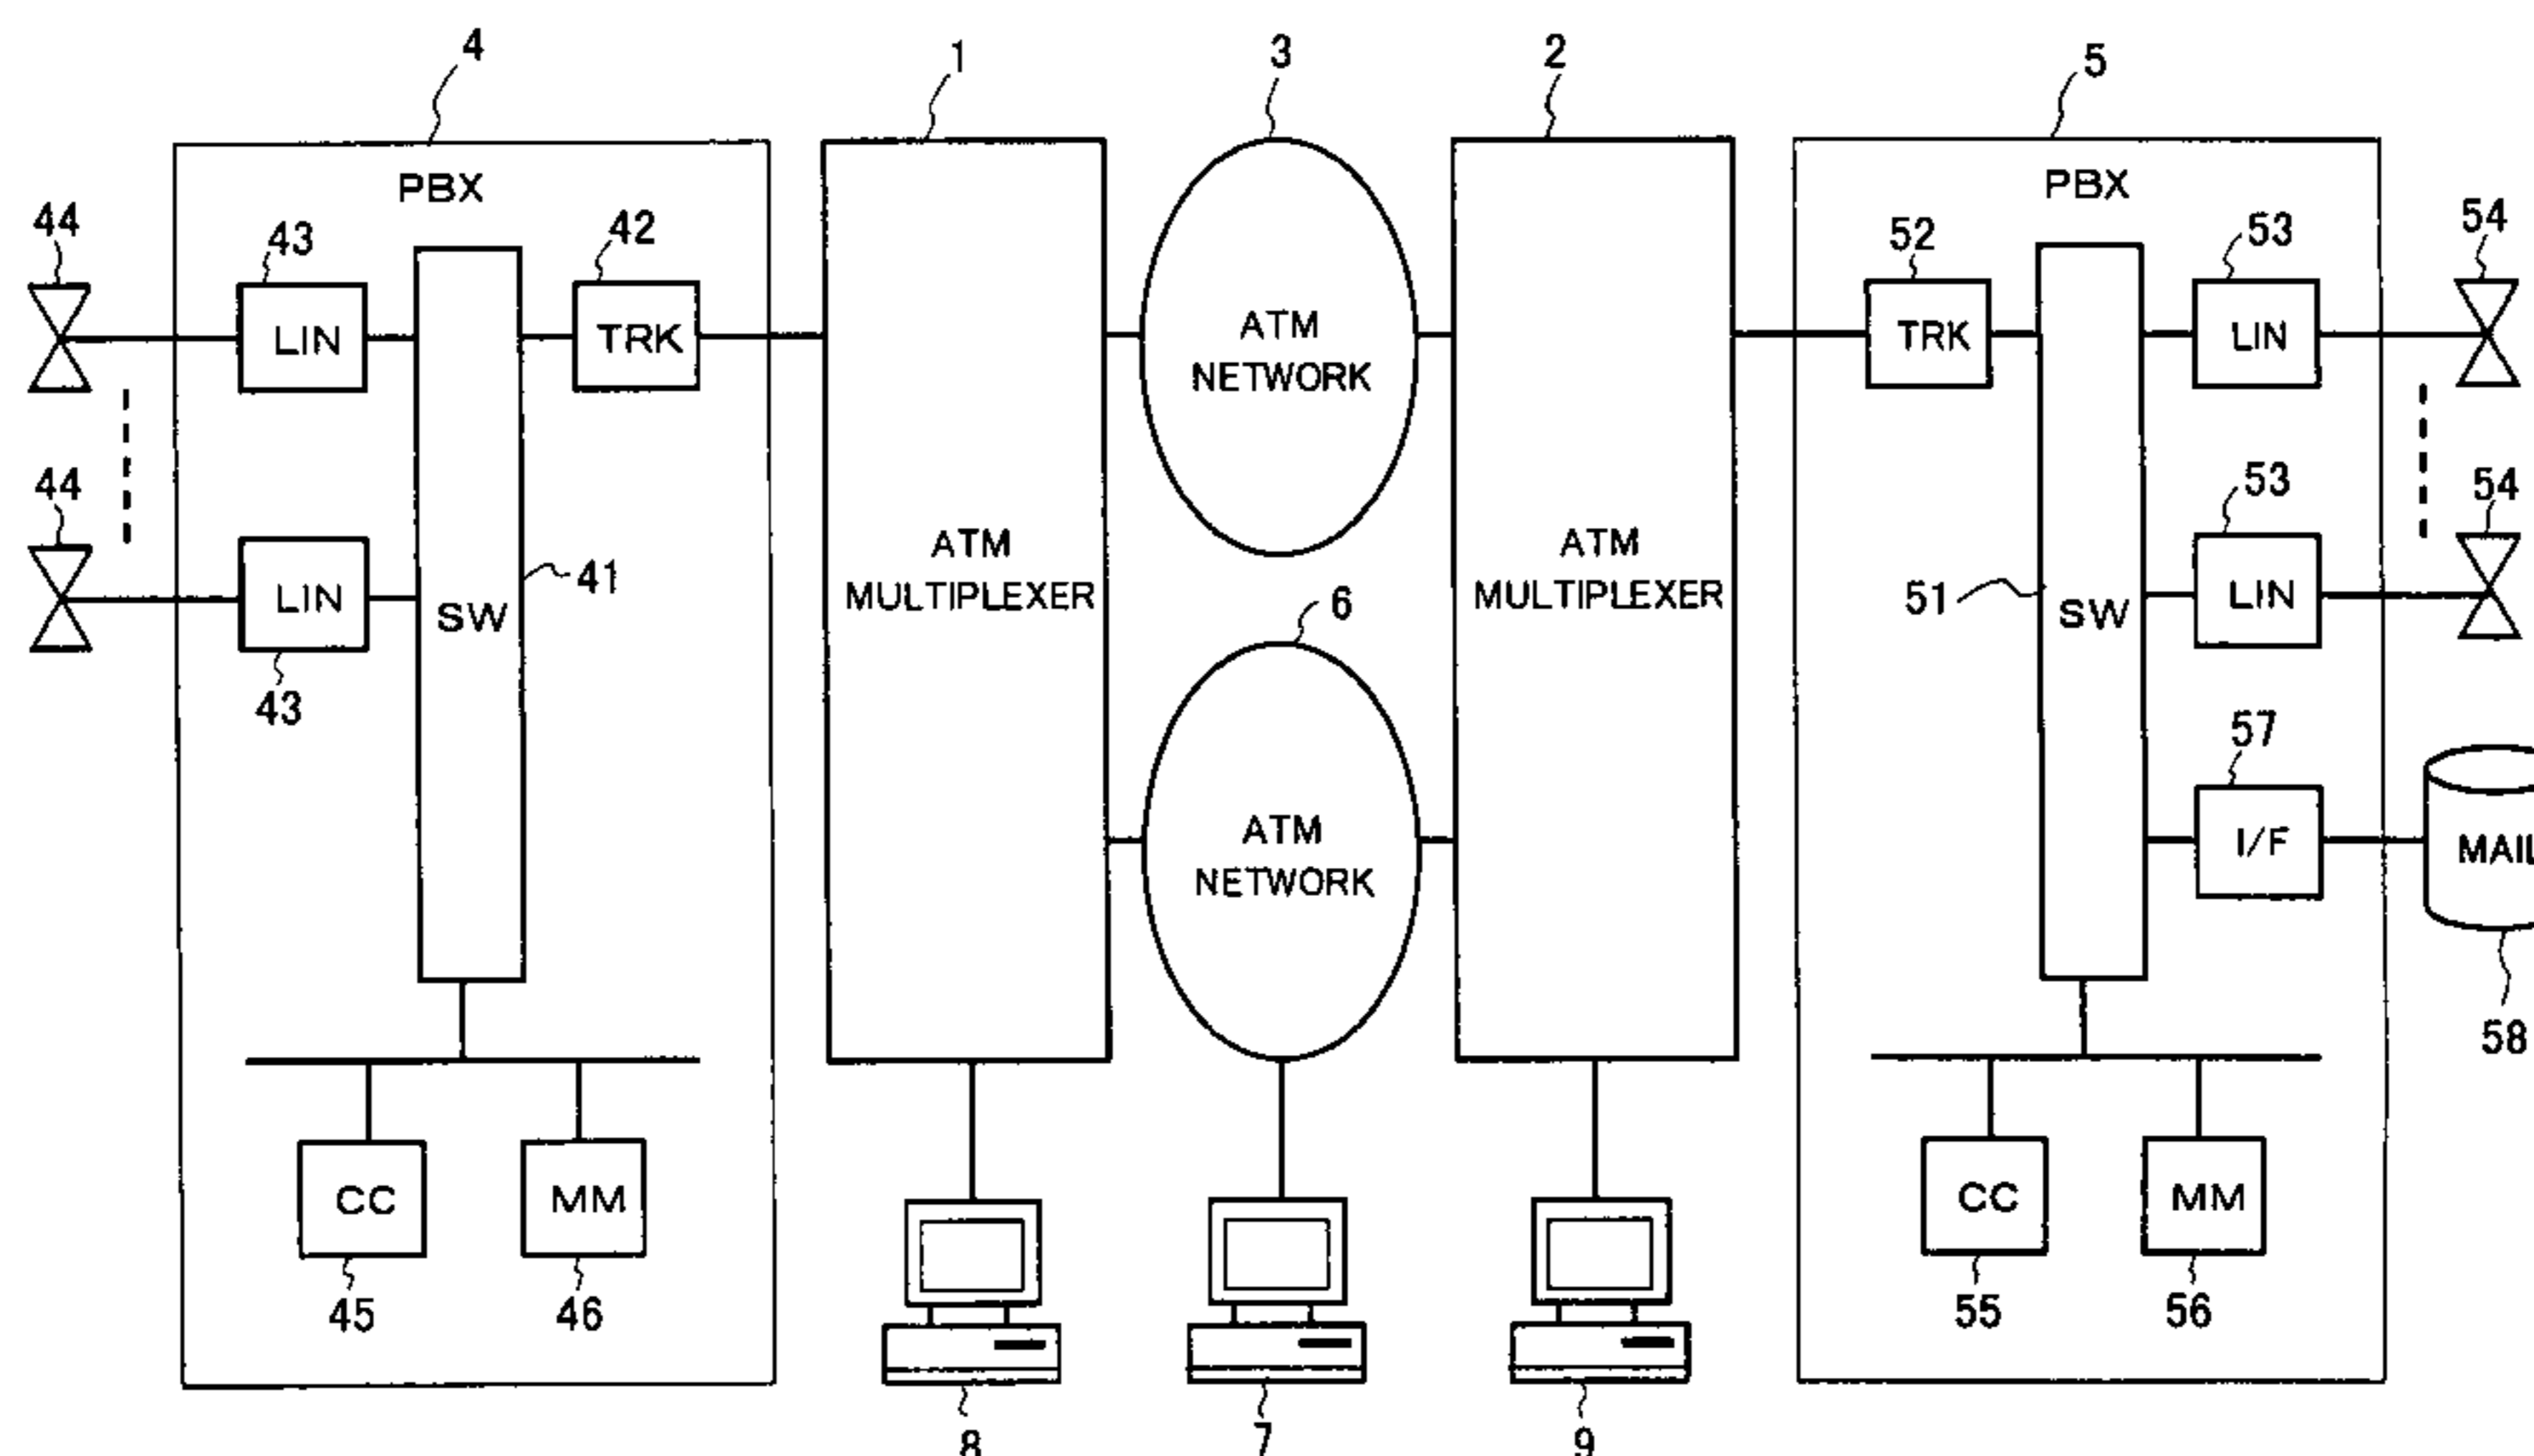 4
1
3
2
5
PBX
PBX
44
43
42
52
53
54
LIN
TRK
ATM
NETWORK
TRK
LIN
44
43
LIN
SW
41
ATM
MULTIPLEXER
ATM
MULTIPLEXER
51
SW
53
LIN
54
6
57
ATM
NETWORK
I/F
MAIL
58
CC
MM
CC
MM
45
46
55
56
8
7
9